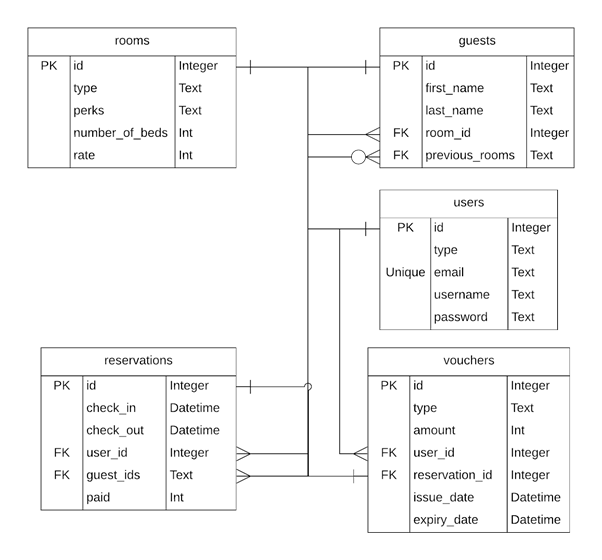 rooms
PK id Integer
type Text
perks Text
number_of_beds Int
rate Int
guests
PK id Integer
first_name Text
last_name Text
FK room_id Integer
FK previous_rooms Text
users
PK id Integer
type Text
Unique email Text
username Text
password Text
reservations
PK id Integer
check_in Datetime
check_out Datetime
FK user_id Integer
FK guest_ids Text
paid Int
vouchers
PK id Integer
type Text
amount Int
FK user_id Integer
FK reservation_id Integer
issue_date Datetime
expiry_date Datetime